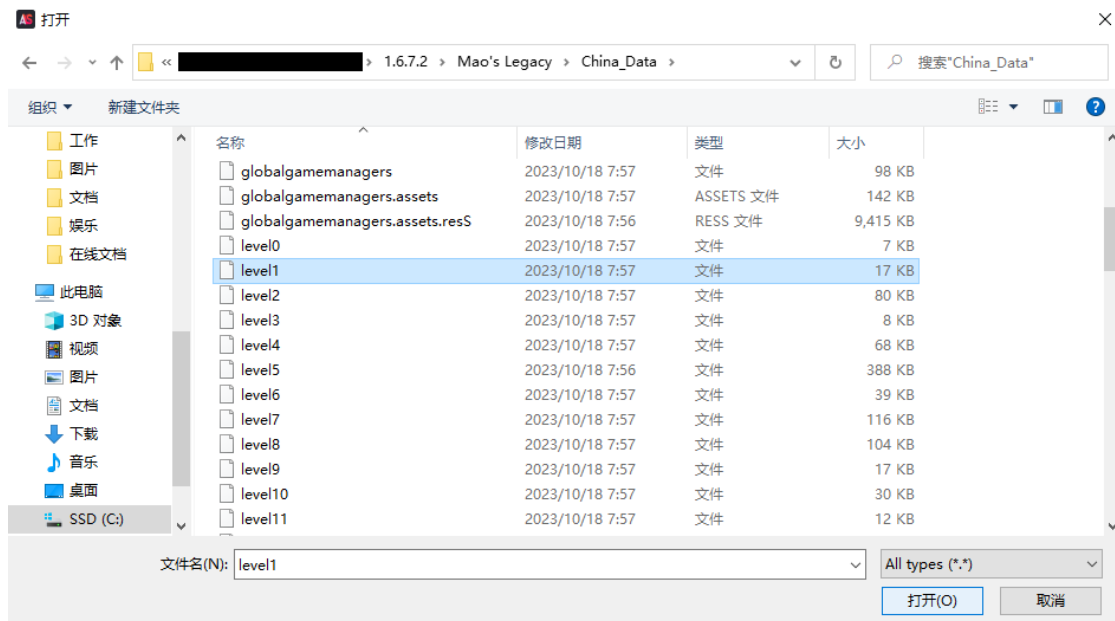 AS 打开
« › 1.6.7.2 › Mao's Legacy › China_Data ›
搜索"China_Data"
组织 新建文件夹
工作
图片
文档
娱乐
在线文档
此电脑
3D 对象
视频
图片
文档
下载
音乐
桌面
SSD (C:)
名称 修改日期 类型 大小
globalgamemanagers 2023/10/18 7:57 文件 98 KB
globalgamemanagers.assets 2023/10/18 7:57 ASSETS 文件 142 KB
globalgamemanagers.assets.resS 2023/10/18 7:56 RESS 文件 9,415 KB
level0 2023/10/18 7:57 文件 7 KB
level1 2023/10/18 7:57 文件 17 KB
level2 2023/10/18 7:57 文件 80 KB
level3 2023/10/18 7:57 文件 8 KB
level4 2023/10/18 7:57 文件 68 KB
level5 2023/10/18 7:56 文件 388 KB
level6 2023/10/18 7:57 文件 39 KB
level7 2023/10/18 7:57 文件 116 KB
level8 2023/10/18 7:57 文件 104 KB
level9 2023/10/18 7:57 文件 17 KB
level10 2023/10/18 7:57 文件 30 KB
level11 2023/10/18 7:57 文件 12 KB
文件名(N): level1
All types (*.*)
打开(O) 取消